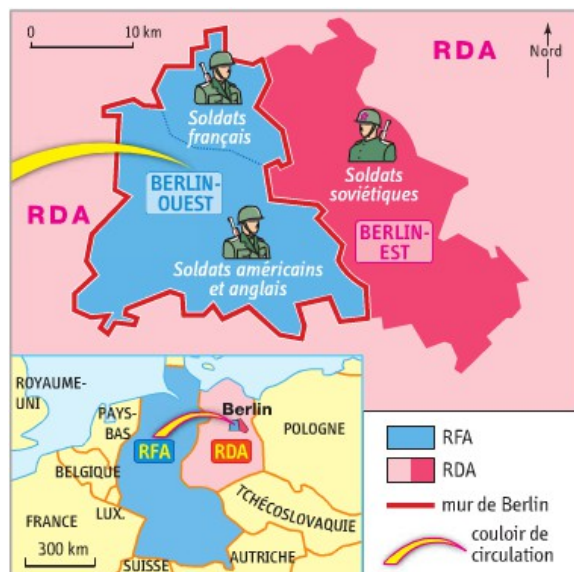 0 10 km
RDA
Nord
Soldats
français
Soldats
soviétiques
BERLIN-
OUEST
RDA
BERLIN-
EST
Soldats américains
et anglais
ROYAUME-
UNI
PAYS-
BAS
Berlin
POLOGNE
RFA
RDA
BELGIQUE
LUX.
TCHÉCOSLOVAQUIE
FRANCE
300 km
SUISSE
AUTRICHE
RFA
RDA
mur de Berlin
couloir de
circulation